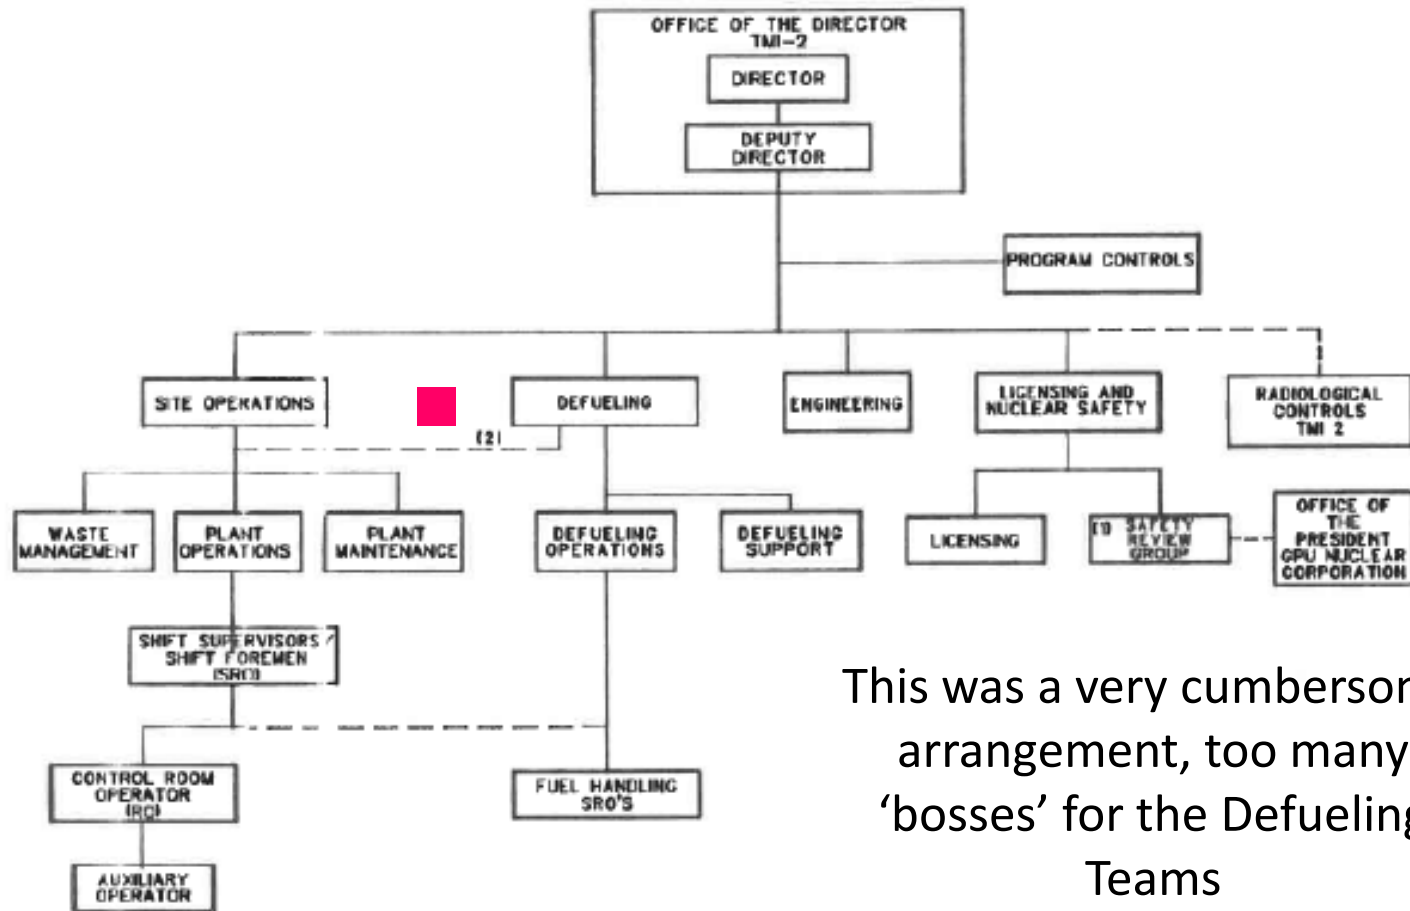 OFFICE OF THE DIRECTOR
TMI-2
DIRECTOR
DEPUTY
DIRECTOR
PROGRAM CONTROLS
SITE OPERATIONS
DEFUELING
ENGINEERING
LICENSING AND
NUCLEAR SAFETY
RADIOLOGICAL
CONTROLS
TMI 2
(2)
WASTE
MANAGEMENT
PLANT
OPERATIONS
PLANT
MAINTENANCE
DEFUELING
OPERATIONS
DEFUELING
SUPPORT
LICENSING
(1) SAFETY
REVIEW
GROUP
OFFICE OF
THE
PRESIDENT
GPU NUCLEAR
CORPORATION
SHIFT SUPERVISORS /
SHIFT FOREMEN
(SRO)
CONTROL ROOM
OPERATOR
(RO)
FUEL HANDLING
SRO'S
AUXILIARY
OPERATOR
This was a very
arrangement, too many
‘bosses’ for the Defueling
Teams